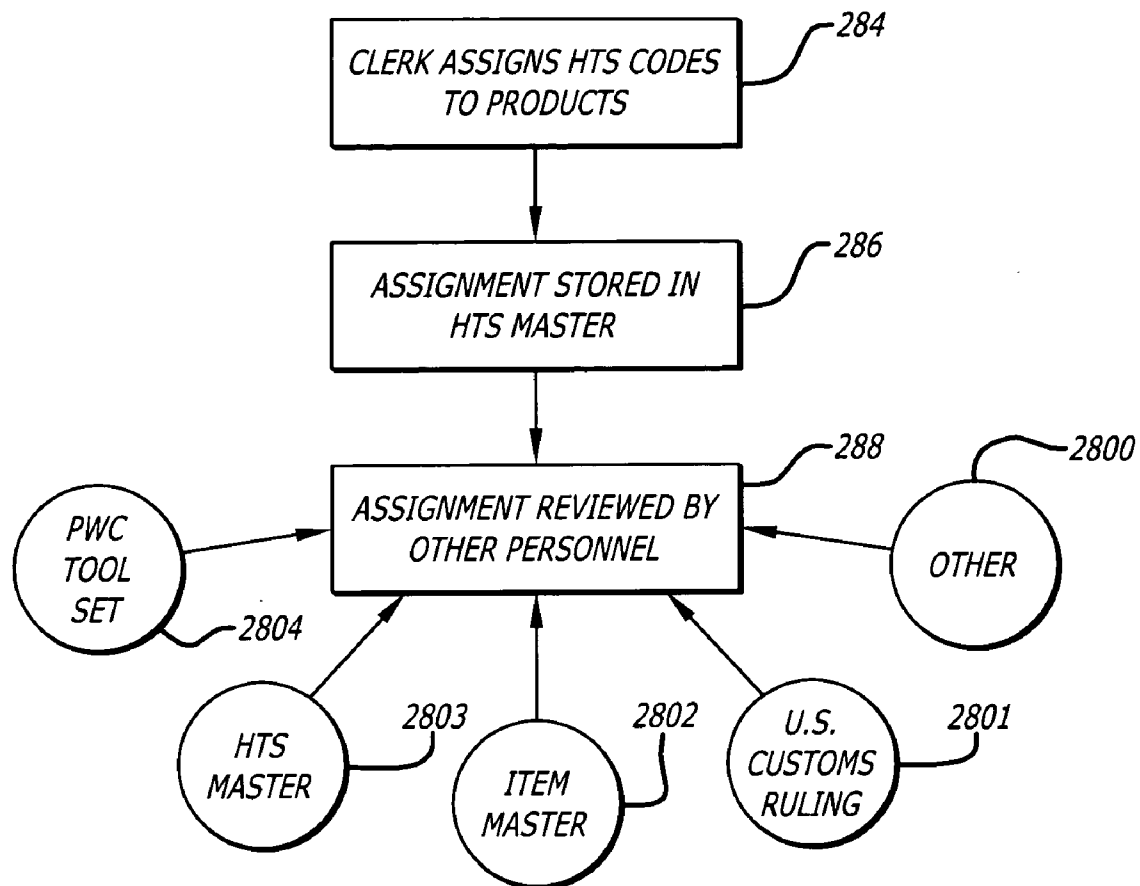 284
CLERK ASSIGNS HTS CODES
TO PRODUCTS
286
ASSIGNMENT STORED IN
HTS MASTER
288
2800
ASSIGNMENT REVIEWED BY
OTHER PERSONNEL
PWC
TOOL
SET
2804
OTHER
HTS
MASTER
2803
ITEM
MASTER
2802
U.S.
CUSTOMS
RULING
2801